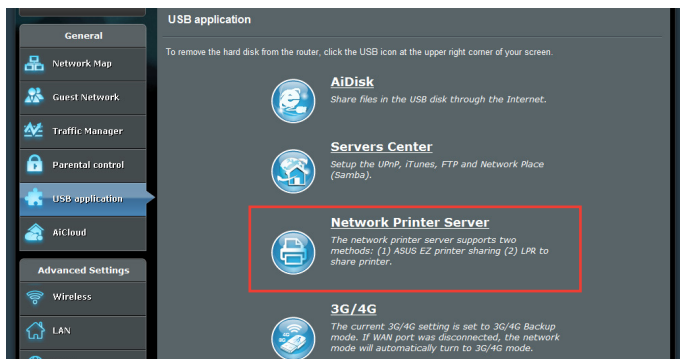 USB application
General
To remove the hard disk from the router, click the USB icon at the upper right corner of your screen.
Network Map
Guest Network
Traffic Manager
Parental control
USB application
AiCloud
Advanced Settings
Wireless
LAN
AiDisk
Share files in the USB disk through the Internet.
Servers Center
Setup the UPnP, iTunes, FTP and Network Place
(Samba).
Network Printer Server
The network printer server supports two
methods: (1) ASUS EZ printer sharing (2) LPR to
share printer.
3G/4G
The current 3G/4G setting is set to 3G/4G Backup
mode. If WAN port was disconnected, the network
mode will automatically turn to 3G/4G mode.